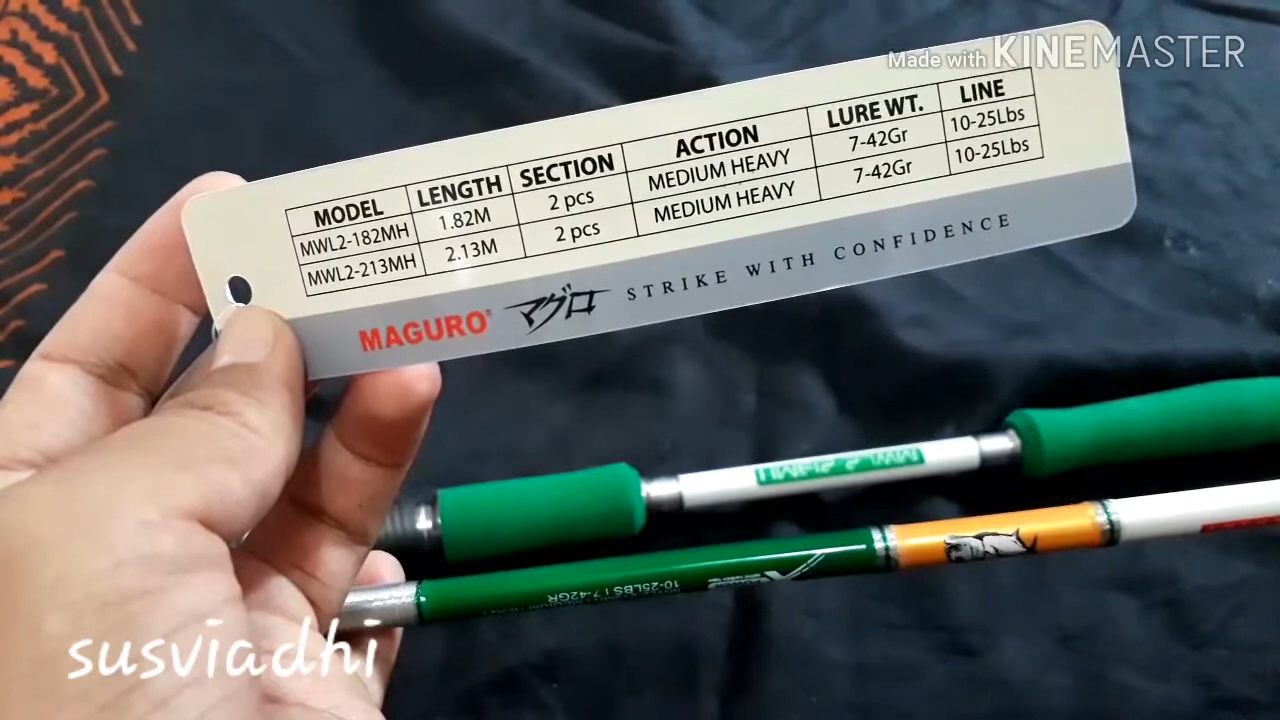 Made with KINEMASTER
MODEL LENGTH SECTION ACTION LURE WT. LINE
MWL2-182MH 1.82M 2 pcs MEDIUM HEAVY 7-42Gr 10-25Lbs
MWL2-213MH 2.13M 2 pcs MEDIUM HEAVY 7-42Gr 10-25Lbs
MAGURO® マグロ STRIKE WITH CONFIDENCE
10-25LBS | 7-42GR
susviadhi